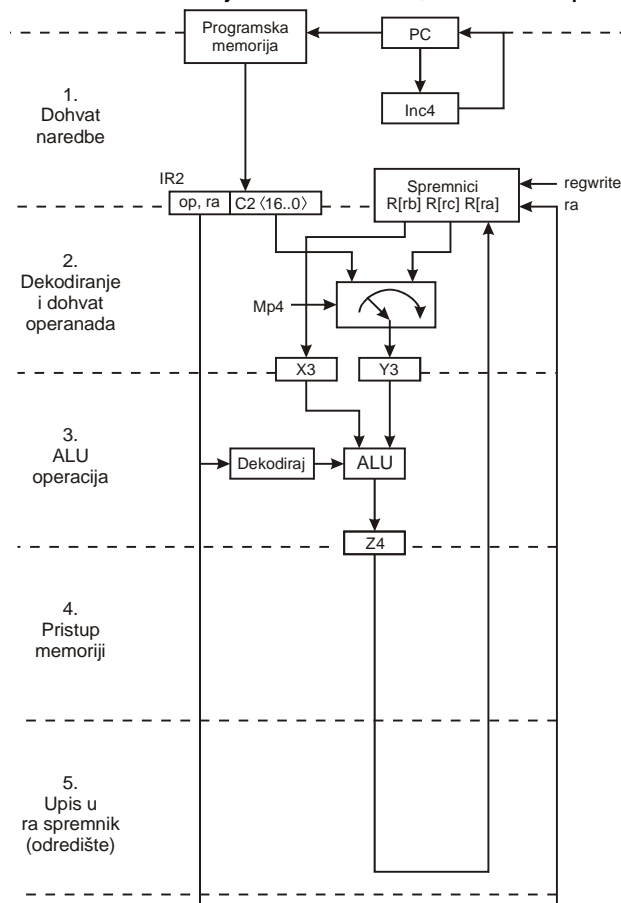 Programska
memorija
PC
Inc4
1.
Dohvat
naredbe
IR2
op, ra
C2 ⟨16..0⟩
Spremnici
R[rb] R[rc] R[ra]
regwrite
ra
2.
Dekodiranje
i dohvat
operanada
Mp4
X3
Y3
3.
ALU
operacija
Dekodiraj
ALU
Z4
4.
Pristup
memoriji
5.
Upis u
ra spremnik
(odredište)